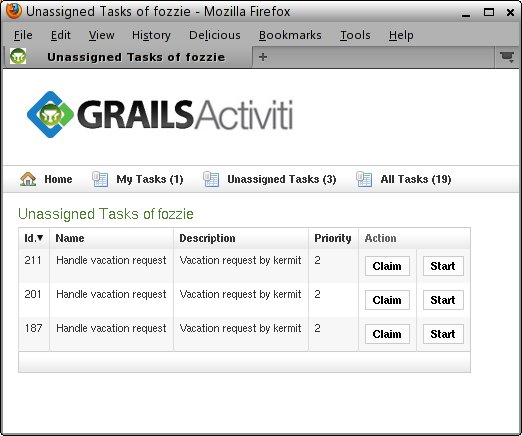 Unassigned Tasks of fozzie - Mozilla Firefox
File Edit View History Delicious Bookmarks Tools Help
Unassigned Tasks of fozzie
GRAILSActiviti
Home My Tasks (1) Unassigned Tasks (3) All Tasks (19)
Unassigned Tasks of fozzie
Id.▼ Name Description Priority Action
211 Handle vacation request Vacation request by kermit 2 Claim Start
201 Handle vacation request Vacation request by kermit 2 Claim Start
187 Handle vacation request Vacation request by kermit 2 Claim Start